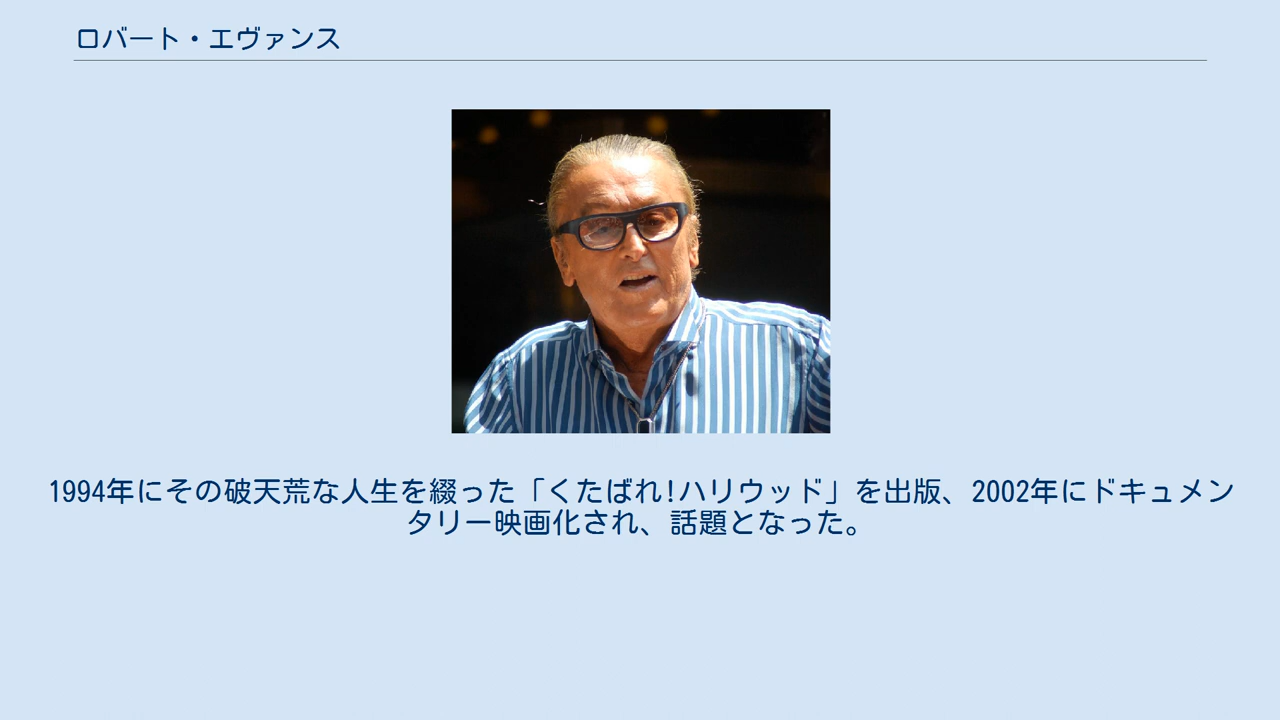 ロバート・エヴァンス
1994年にその破天荒な人生を綴った「くたばれ!ハリウッド」を出版、2002年にドキュメン
タリー映画化され、話題となった。